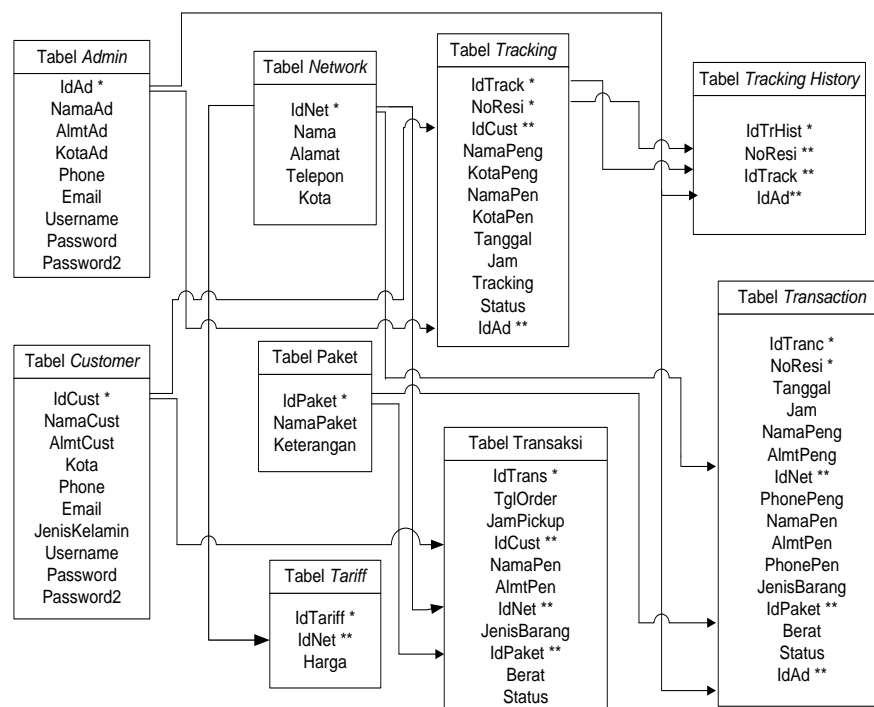 Tabel Admin
IdAd *
NamaAd
AlmtAd
KotaAd
Phone
Email
Username
Password
Password2
Tabel Network
IdNet *
Nama
Alamat
Telepon
Kota
Tabel Tracking
IdTrack *
NoResi *
IdCust **
NamaPeng
KotaPeng
NamaPen
KotaPen
Tanggal
Jam
Tracking
Status
IdAd **
Tabel Tracking History
IdTrHist *
NoResi **
IdTrack **
IdAd**
Tabel Customer
IdCust *
NamaCust
AlmtCust
Kota
Phone
Email
JenisKelamin
Username
Password
Password2
Tabel Paket
IdPaket *
NamaPaket
Keterangan
Tabel Tariff
IdTariff *
IdNet **
Harga
Tabel Transaksi
IdTrans *
TglOrder
JamPickup
IdCust **
NamaPen
AlmtPen
IdNet **
JenisBarang
IdPaket **
Berat
Status
Tabel Transaction
IdTranc *
NoResi *
Tanggal
Jam
NamaPeng
AlmtPeng
IdNet **
PhonePeng
NamaPen
AlmtPen
PhonePen
JenisBarang
IdPaket **
Berat
Status
IdAd **